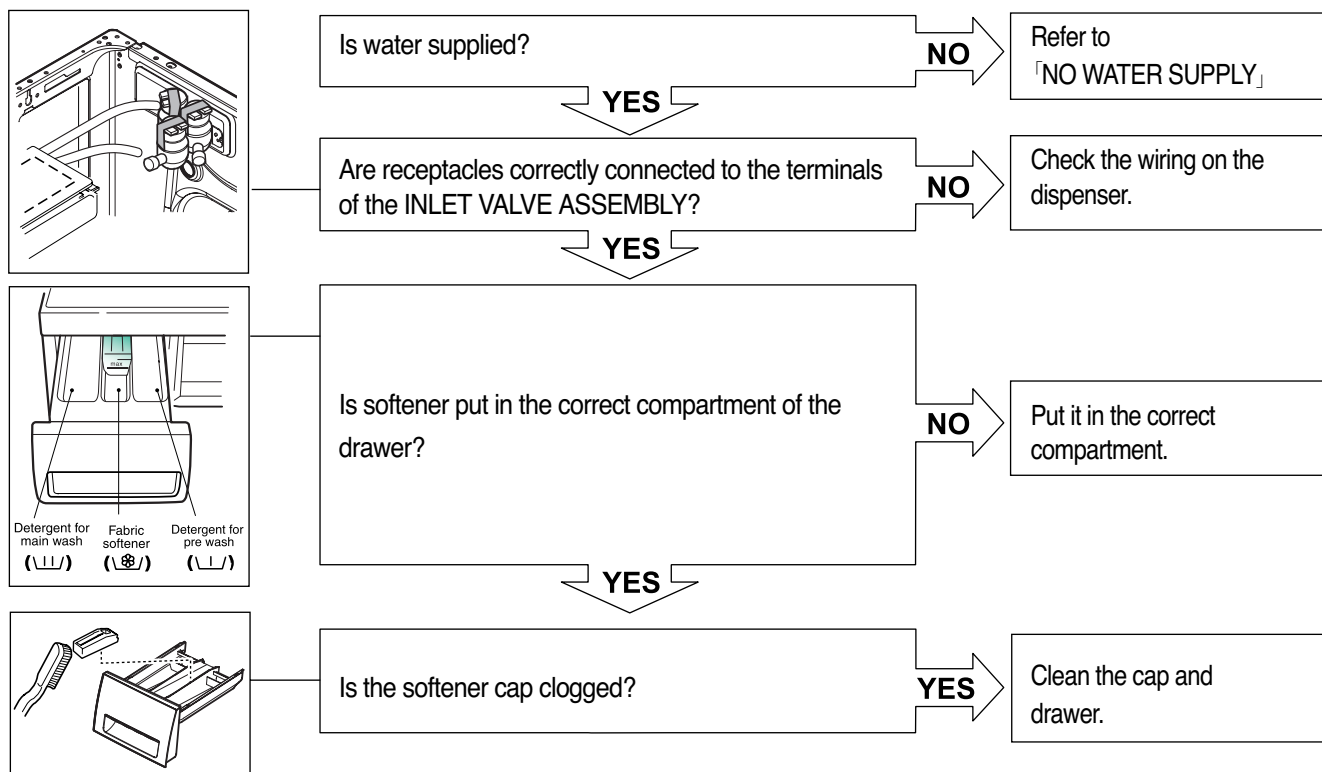 Is water supplied?
NO
Refer to
「NO WATER SUPPLY」
YES
Are receptacles correctly connected to the terminals
of the INLET VALVE ASSEMBLY?
NO
Check the wiring on the
dispenser.
YES
max
Detergent for
main wash
Fabric
softener
Detergent for
pre wash
Is softener put in the correct compartment of the
drawer?
NO
Put it in the correct
compartment.
YES
Is the softener cap clogged?
YES
Clean the cap and
drawer.